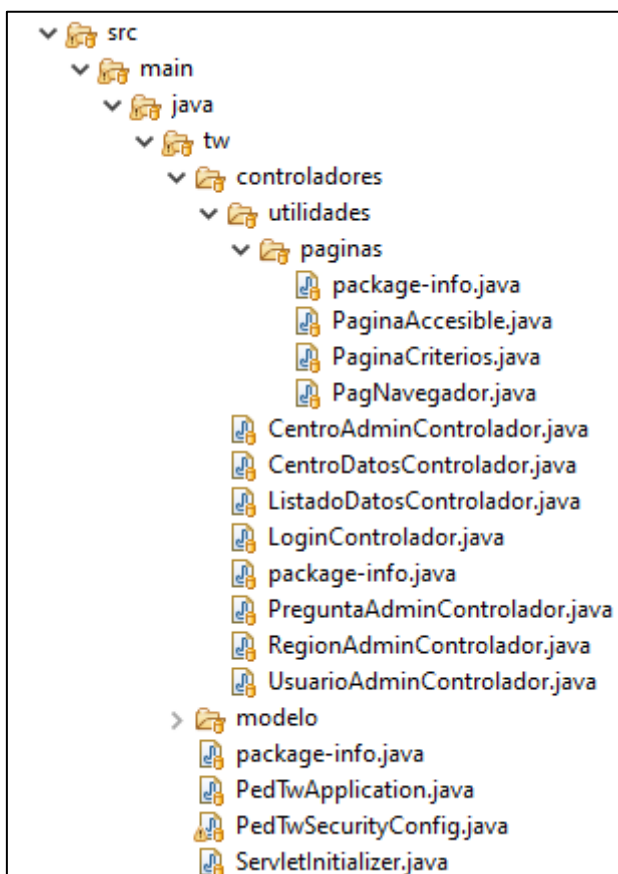 src
main
java
tw
controladores
utilidades
paginas
package-info.java
PaginaAccesible.java
PaginaCriterios.java
PagNavegador.java
CentroAdminControlador.java
CentroDatosControlador.java
ListadoDatosControlador.java
LoginControlador.java
package-info.java
PreguntaAdminControlador.java
RegionAdminControlador.java
UsuarioAdminControlador.java
modelo
package-info.java
PedTwApplication.java
PedTwSecurityConfig.java
ServletInitializer.java